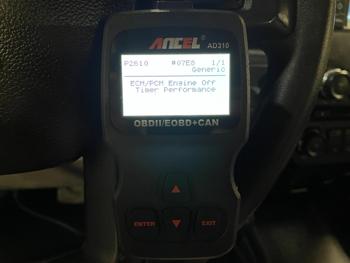 ANCEL
AD310
P2610 #07E8 1/1
Generic
ECM/PCM Engine Off
Timer Performance
OBDII/EOBD+CAN
ENTER EXIT